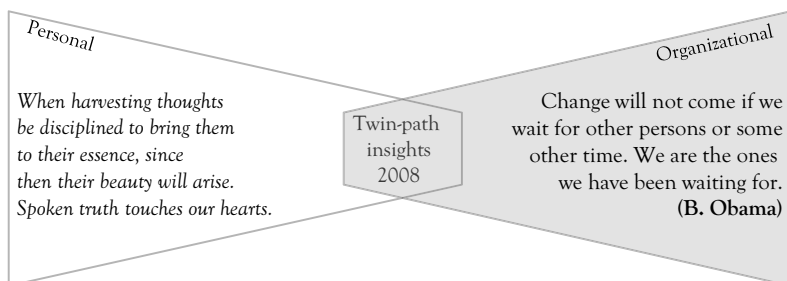 Personal
When harvesting thoughts
be disciplined to bring them
to their essence, since
then their beauty will arise.
Spoken truth touches our hearts.
Twin-path
insights
2008
Organizational
Change will not come if we
wait for other persons or some
other time. We are the ones
we have been waiting for.
(B. Obama)